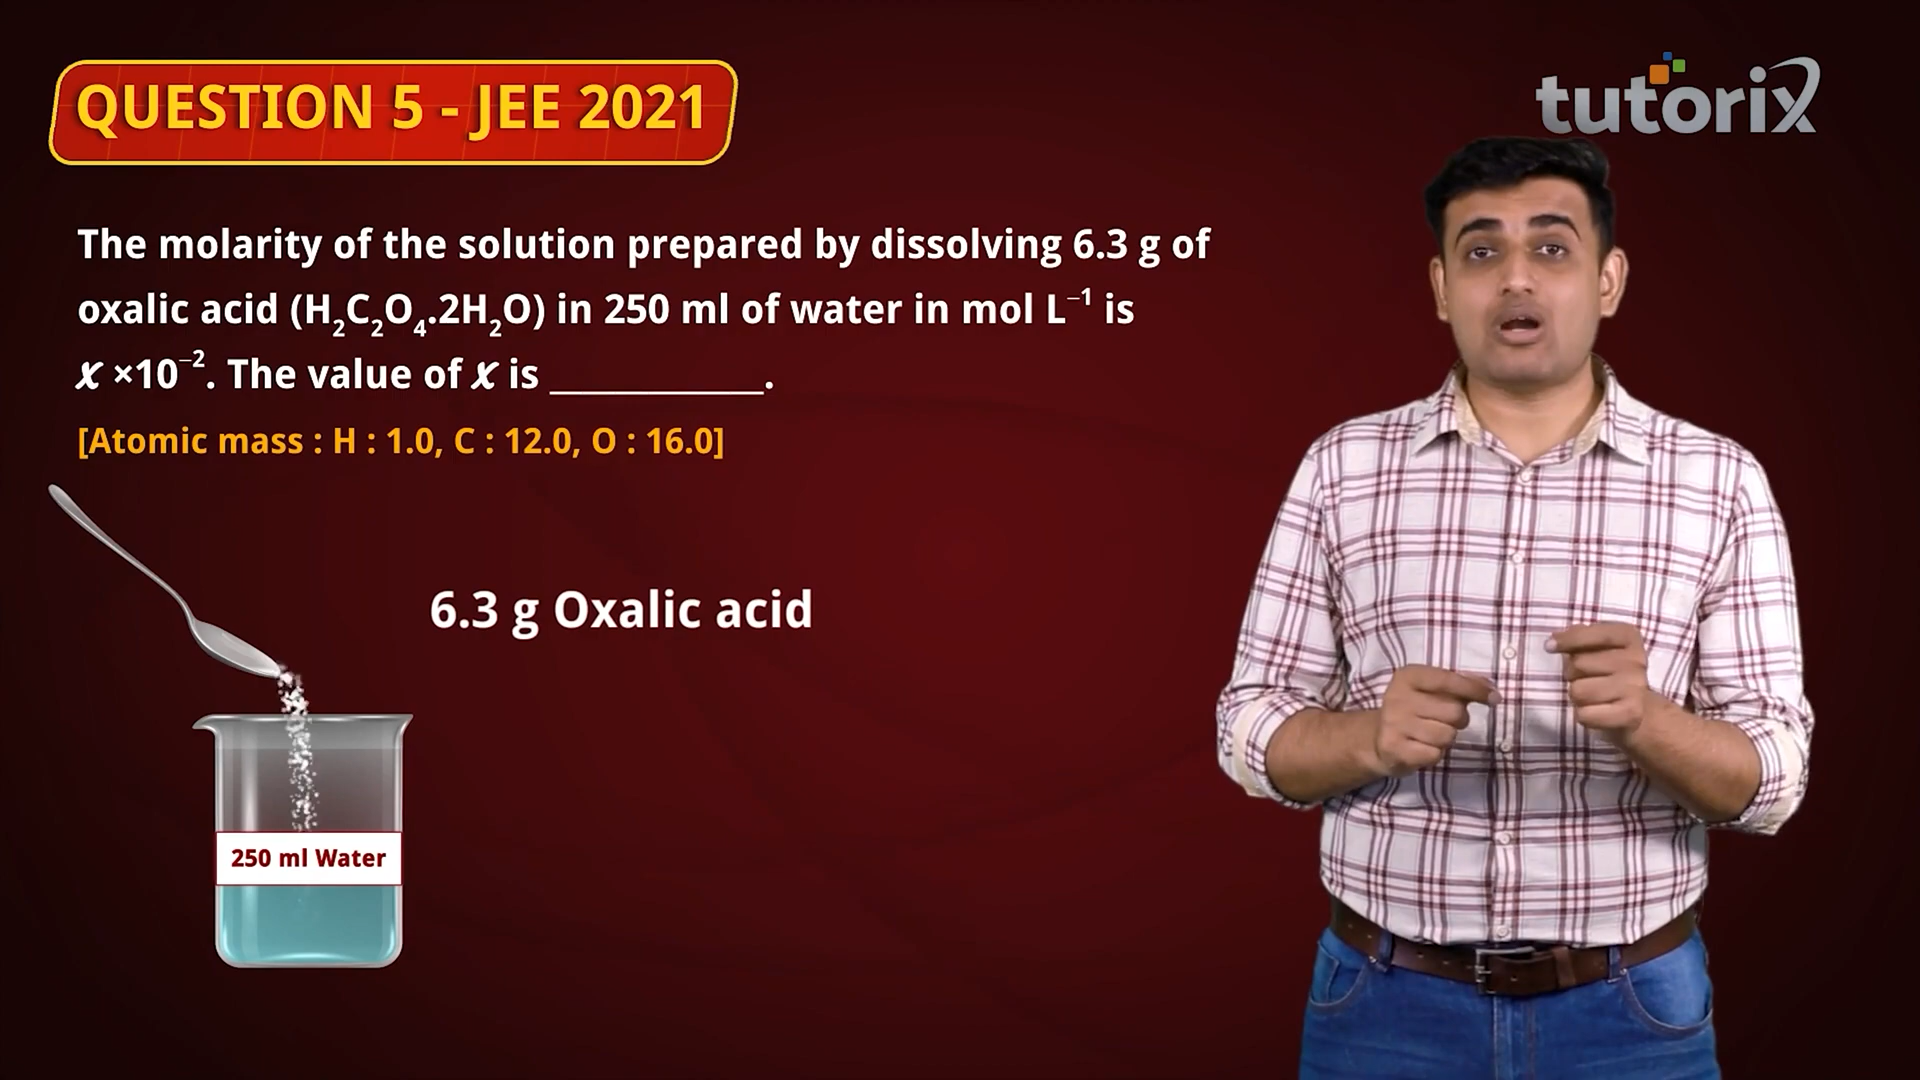 QUESTION 5 - JEE 2021
tutorix
The molarity of the solution prepared by dissolving 6.3 g of
oxalic acid (H₂C₂O₄.2H₂O) in 250 ml of water in mol L⁻¹ is
x ×10⁻². The value of x is ___________.
[Atomic mass : H : 1.0, C : 12.0, O : 16.0]
6.3 g Oxalic acid
250 ml Water